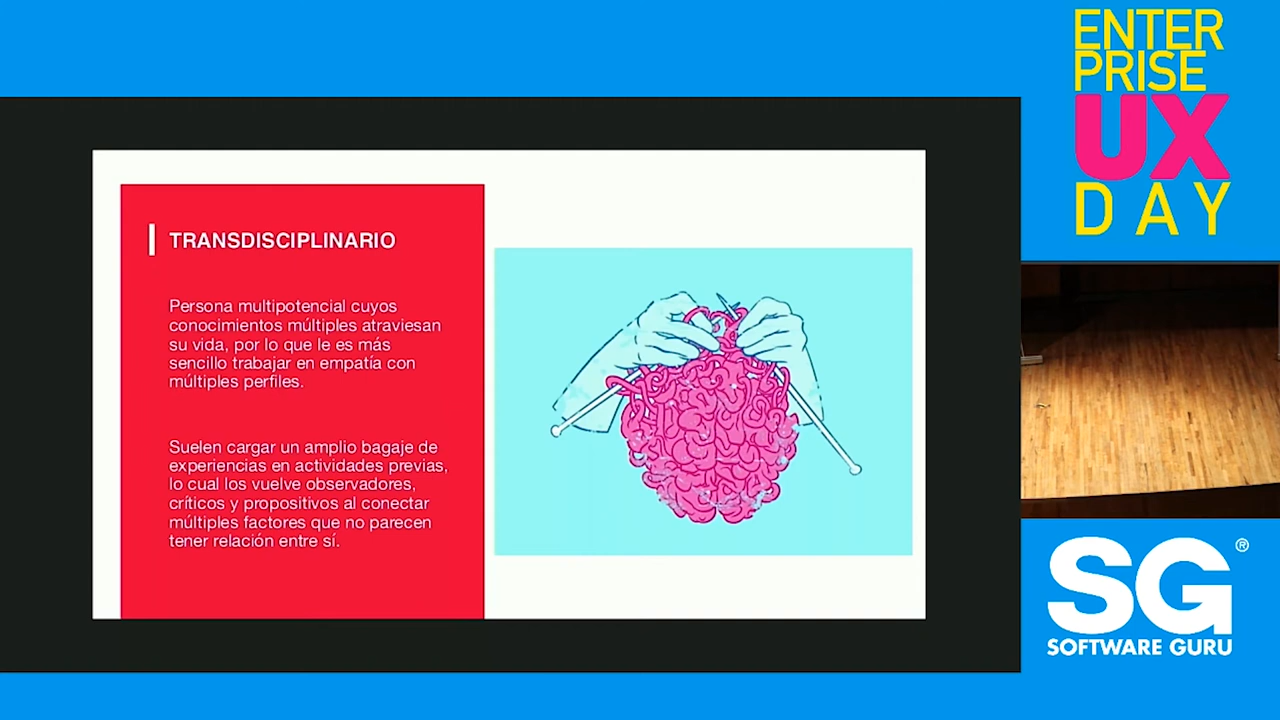 TRANSDISCIPLINARIO
Persona multipotencial cuyos
conocimientos múltiples atraviesan
su vida, por lo que le es más
sencillo trabajar en empatía con
múltiples perfiles.
Suelen cargar un amplio bagaje de
experiencias en actividades previas,
lo cual los vuelve observadores,
críticos y propositivos al conectar
múltiples factores que no parecen
tener relación entre sí.
ENTER
PRISE
UX
DAY
SG®
SOFTWARE GURU